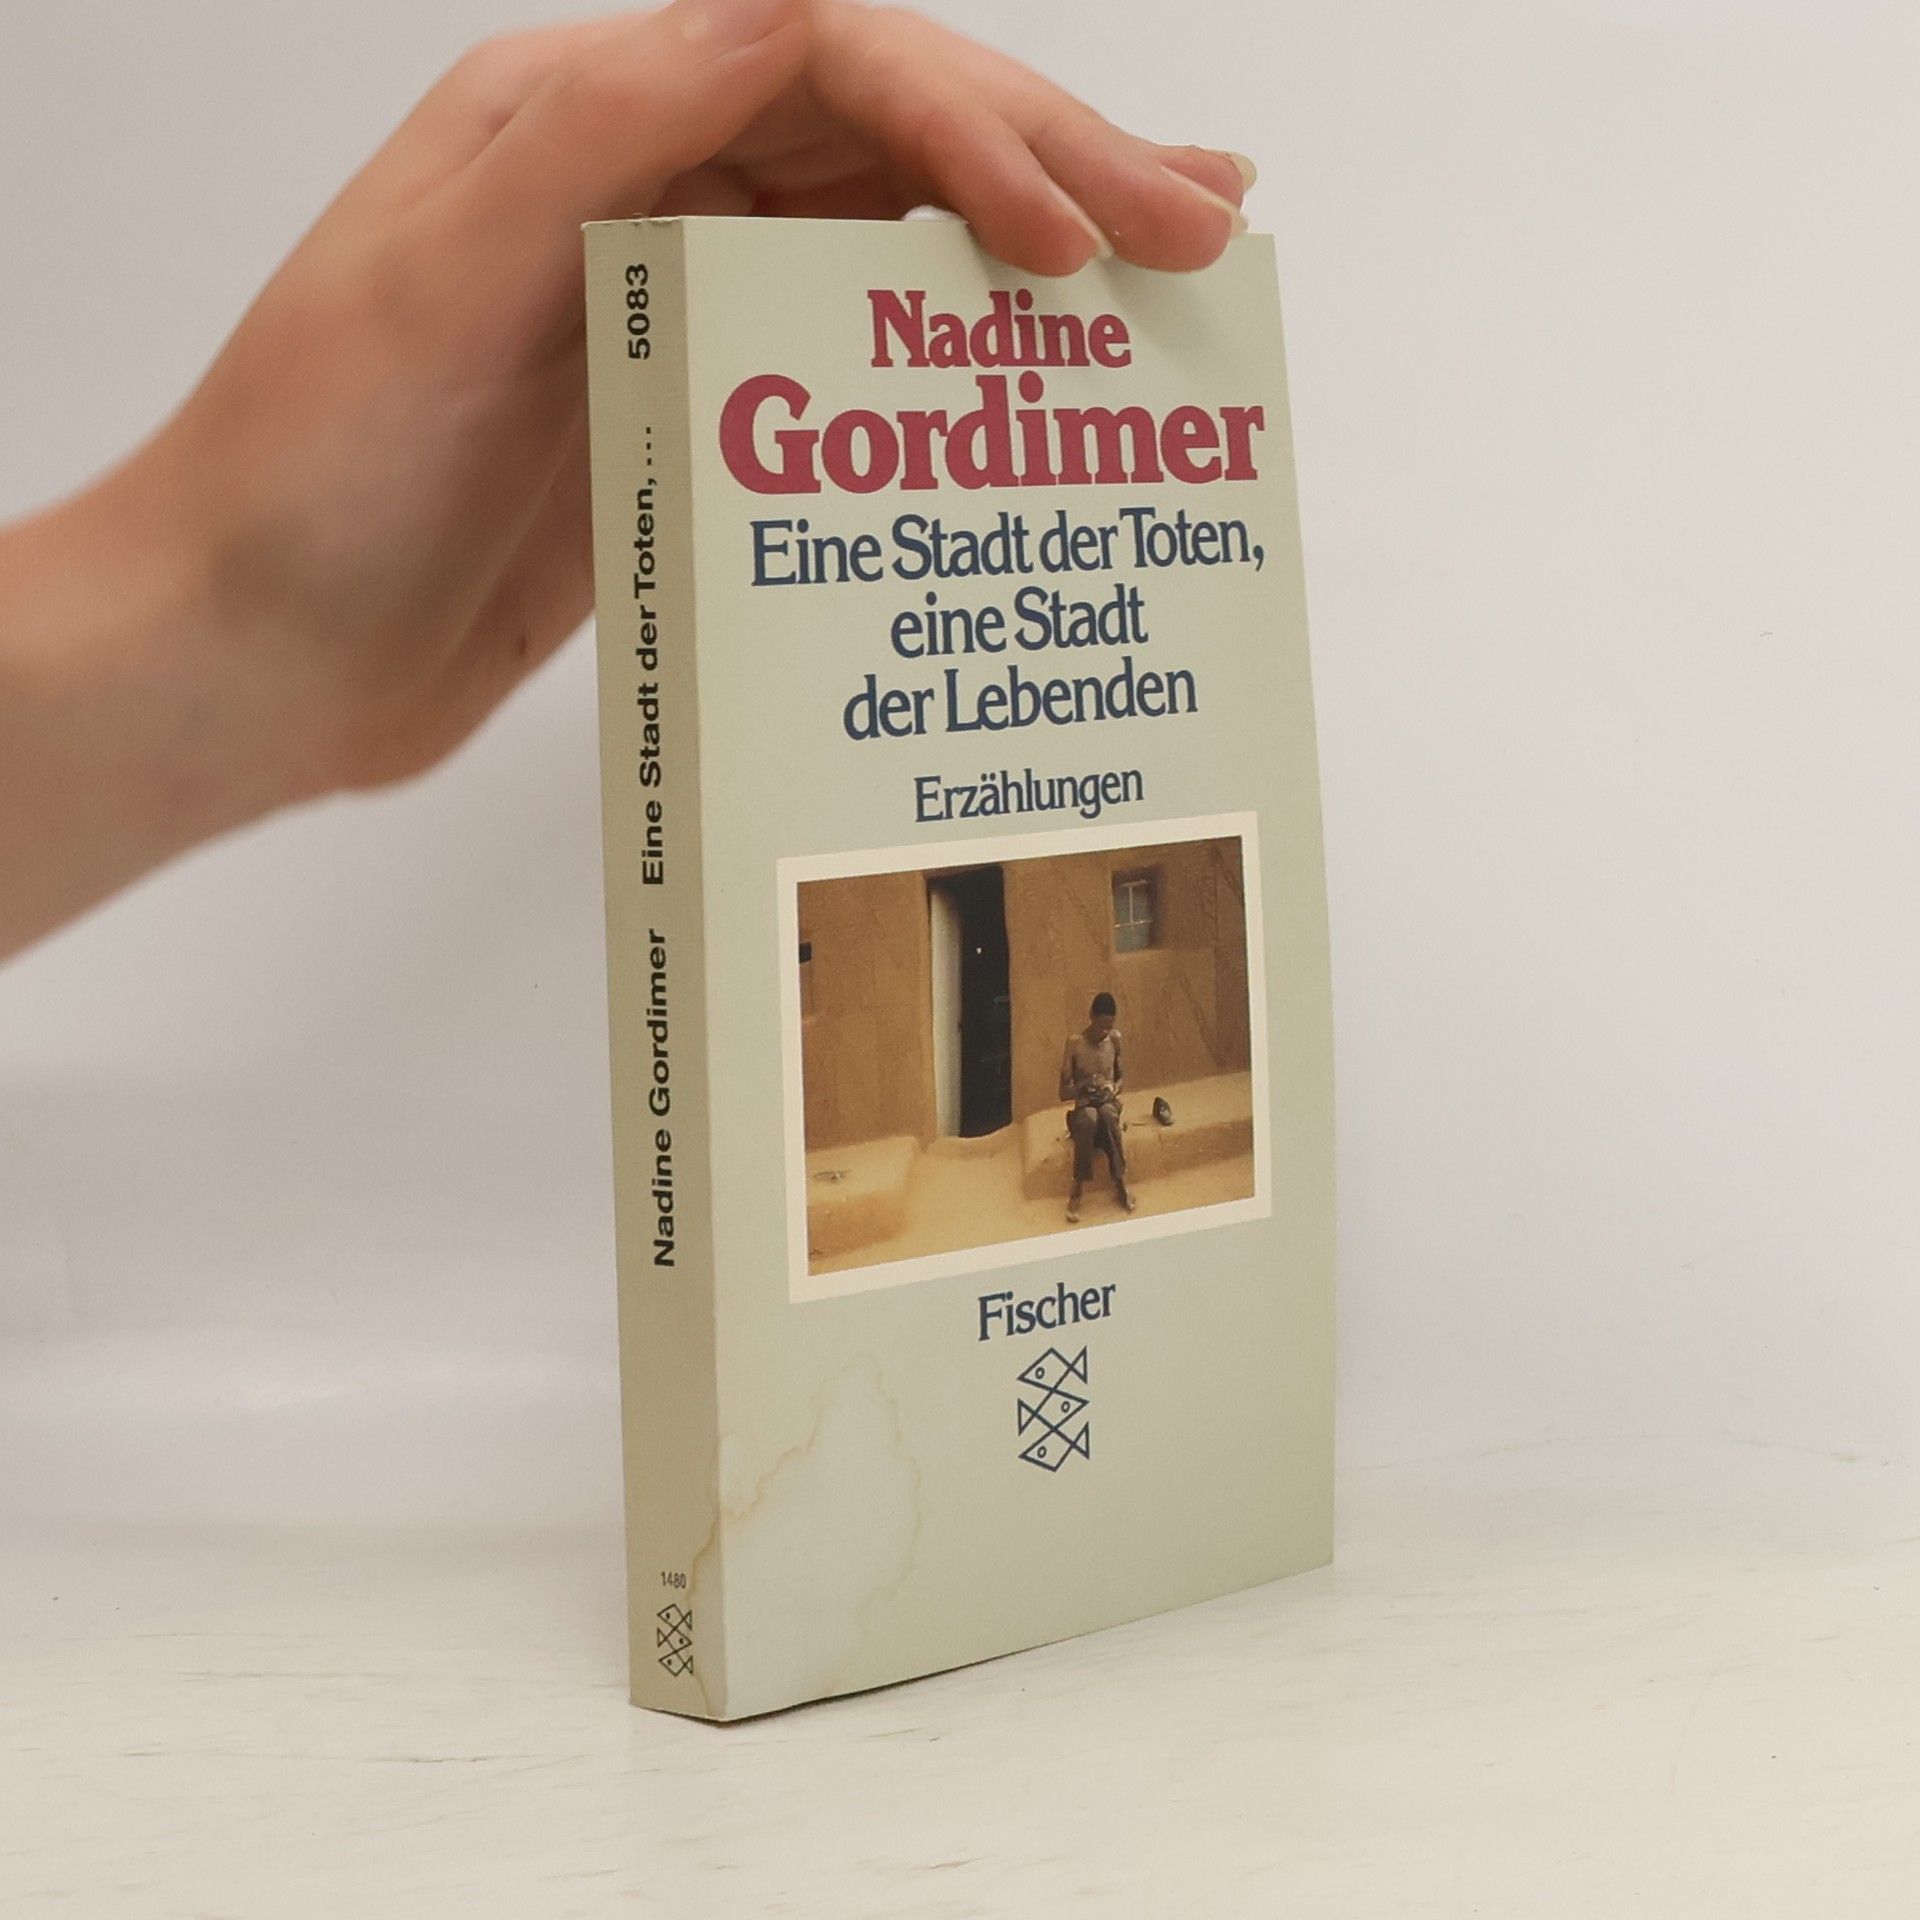 Nadine
Gordimer
Eine Stadt der Toten,
eine Stadt
der Lebenden
Erzählungen
Fischer
Nadine Gordimer Eine Stadt der Toten, ... 5083
1480